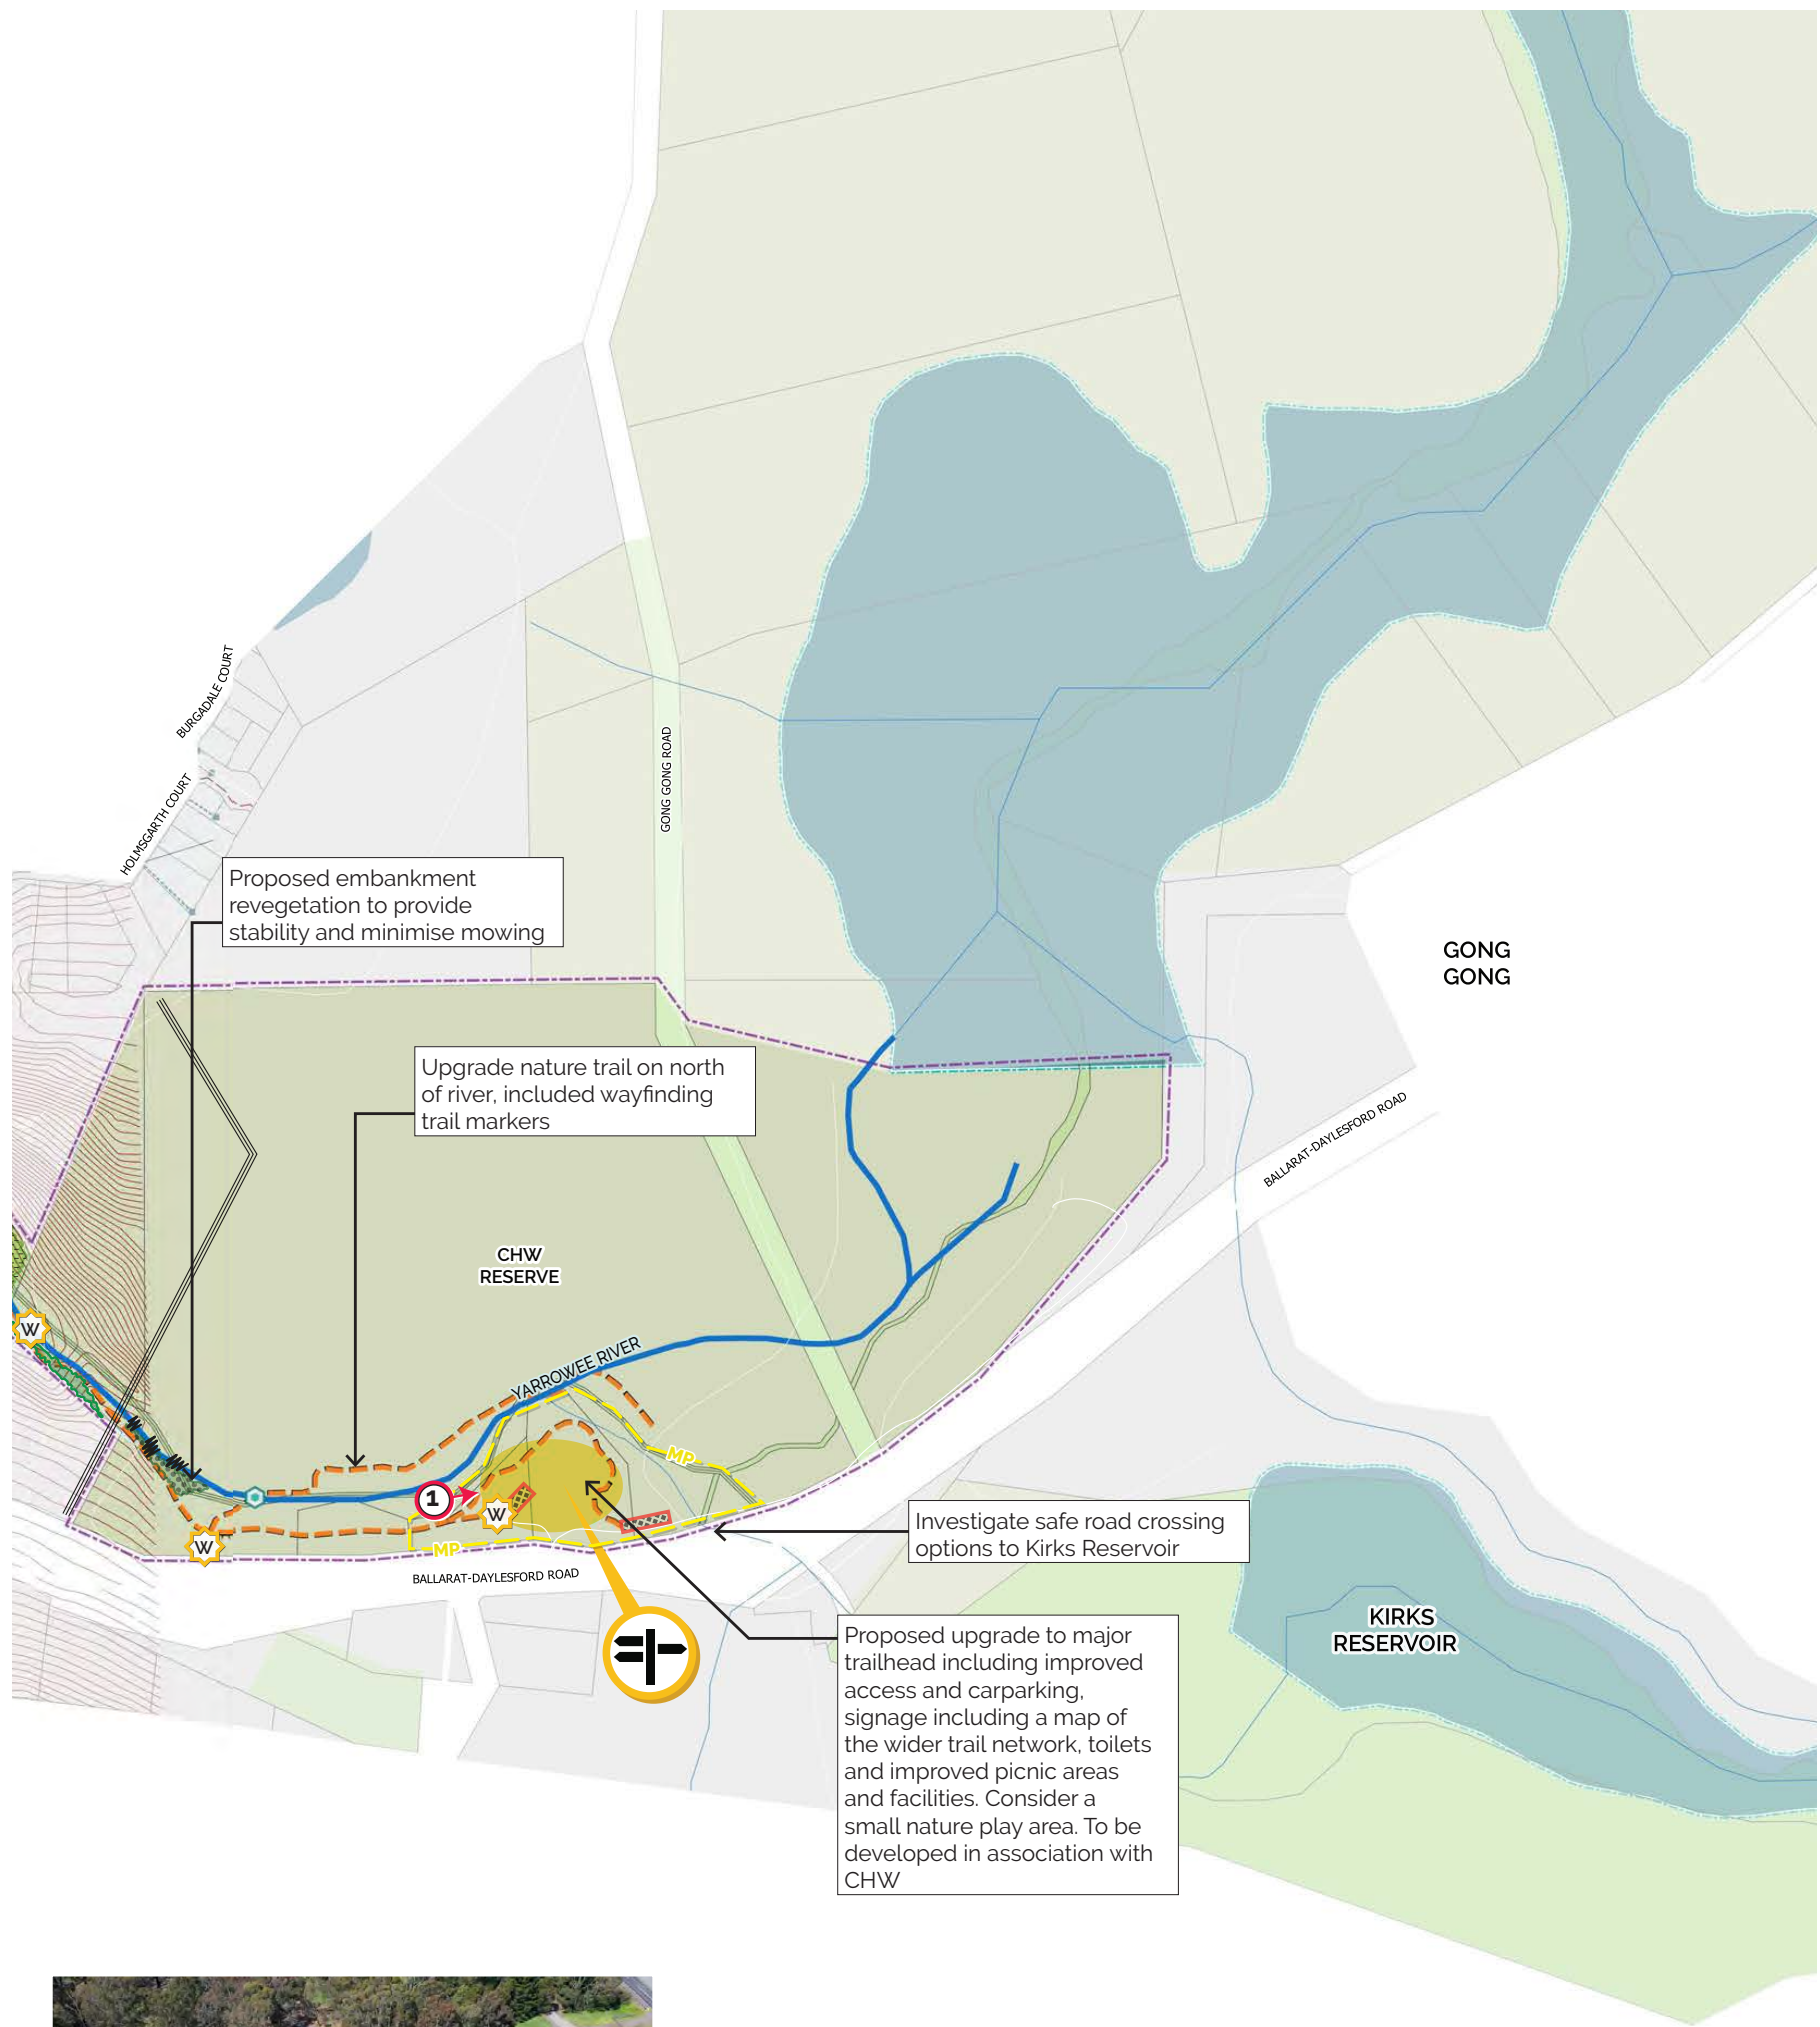 BURGADALE COURT
HOLMSGARTH COURT
GONG GONG ROAD
Proposed embankment
revegetation to provide
stability and minimise mowing
GONG
GONG
Upgrade nature trail on north
of river, included wayfinding
trail markers
BALLARAT-DAYLESFORD ROAD
CHW
RESERVE
W
YARROWEE RIVER
MP
1
W
W
MP
Investigate safe road crossing
options to Kirks Reservoir
BALLARAT-DAYLESFORD ROAD
KIRKS
RESERVOIR
Proposed upgrade to major
trailhead including improved
access and carparking,
signage including a map of
the wider trail network, toilets
and improved picnic areas
and facilities. Consider a
small nature play area. To be
developed in association with
CHW